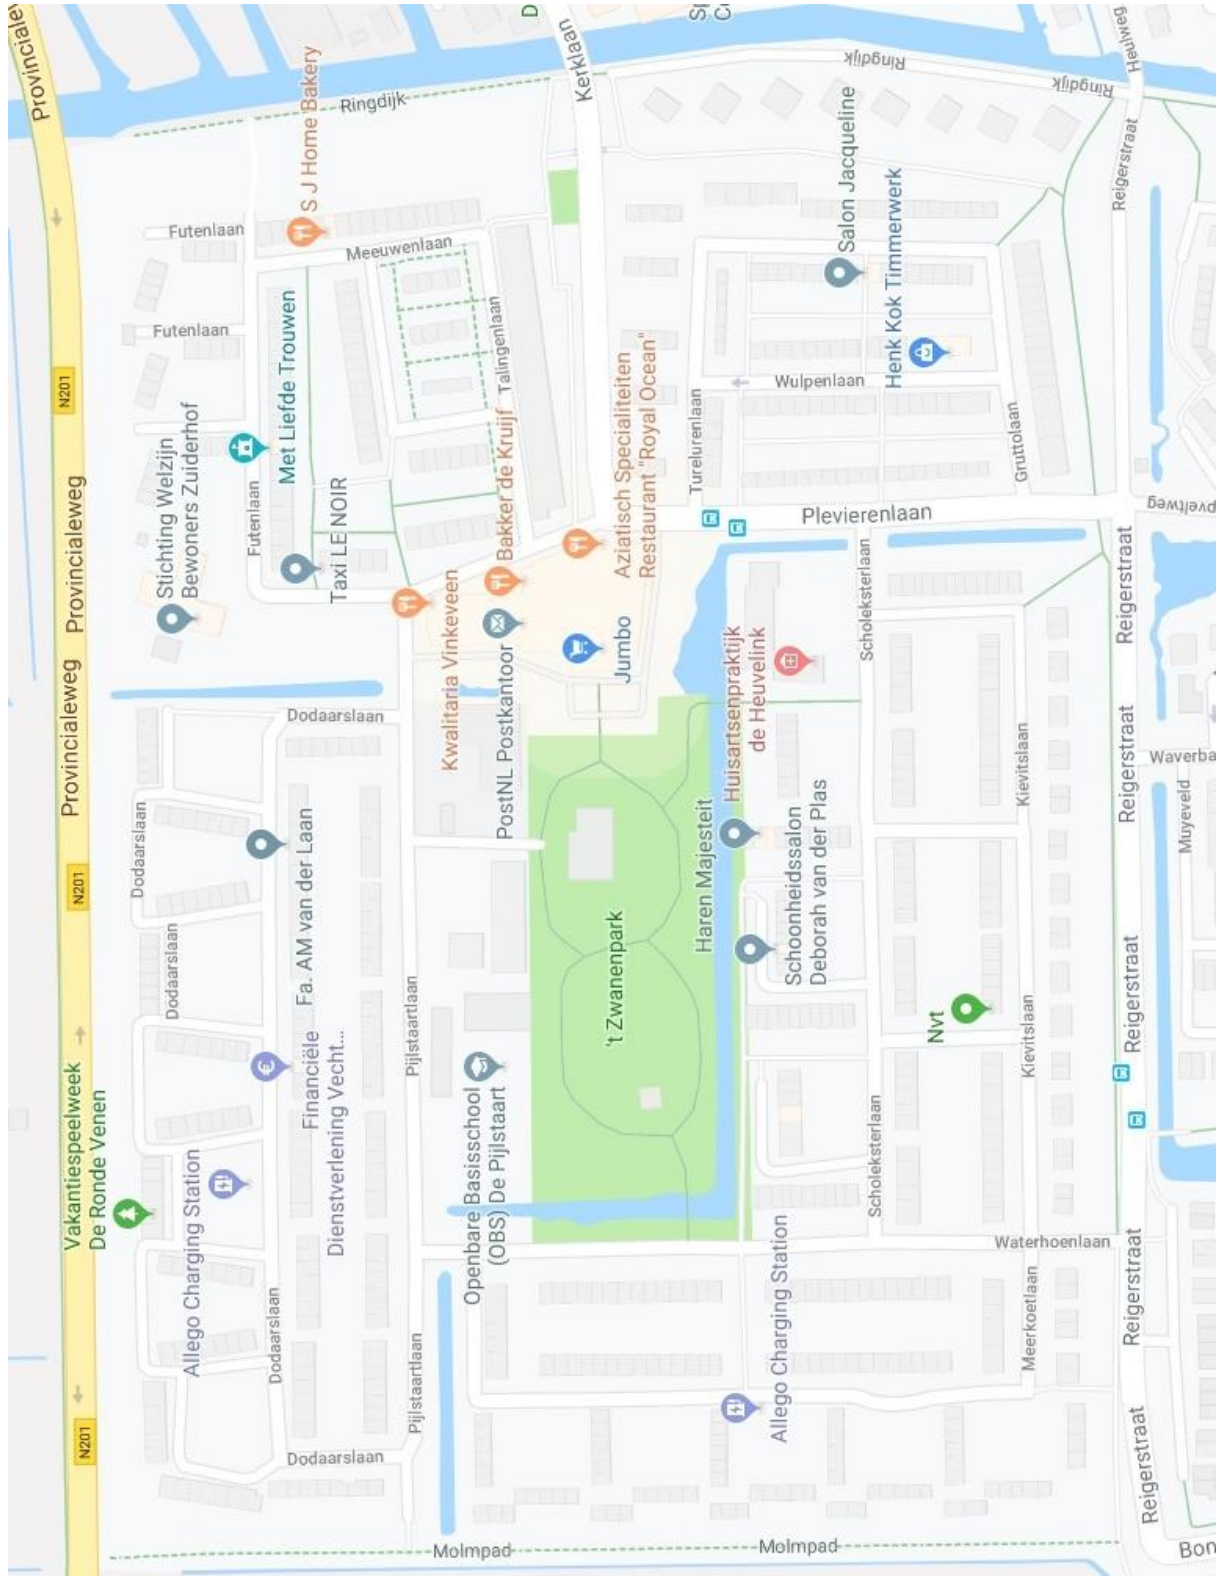 Provincialeweg
N201
Provincialeweg
Provincialeweg
N201
N201
Vakantiespeelweek
De Ronde Venen
Ringdijk
Kerklaan
Ringdijk
Ringdijk
Heulweg
Reigerstraat
S J Home Bakery
Futenlaan
Futenlaan
Futenlaan
Meeuwenlaan
Talingenlaan
Met Liefde Trouwen
Stichting Welzijn
Bewoners Zuiderhof
Taxi LE NOIR
Bakker de Kruijf
Aziatisch Specialiteiten
Restaurant "Royal Ocean"
Kwalitaria Vinkeveen
PostNL Postkantoor
Jumbo
Salon Jacqueline
Henk Kok Timmerwerk
Wulpenlaan
Turelurenlaan
Gruttolaan
Plevierenlaan
Huisartsenpraktijk
de Heuvelink
Haren Majesteit
Schoonheidssalon
Deborah van der Plas
't Zwanenpark
Scholeksterlaan
Scholeksterlaan
Kievitslaan
Kievitslaan
Nvt
Dodaarslaan
Dodaarslaan
Dodaarslaan
Dodaarslaan
Dodaarslaan
Fa. AM van der Laan
Financiële
Dienstverlening Vecht...
Allego Charging Station
Pijlstaartlaan
Pijlstaartlaan
Openbare Basisschool
(OBS) De Pijlstaart
Allego Charging Station
Waterhoenlaan
Meerkoetlaan
Reigerstraat
Reigerstraat
Reigerstraat
Reigerstraat
Reigerstraat
Muyeveld
Molmpad
Molmpad